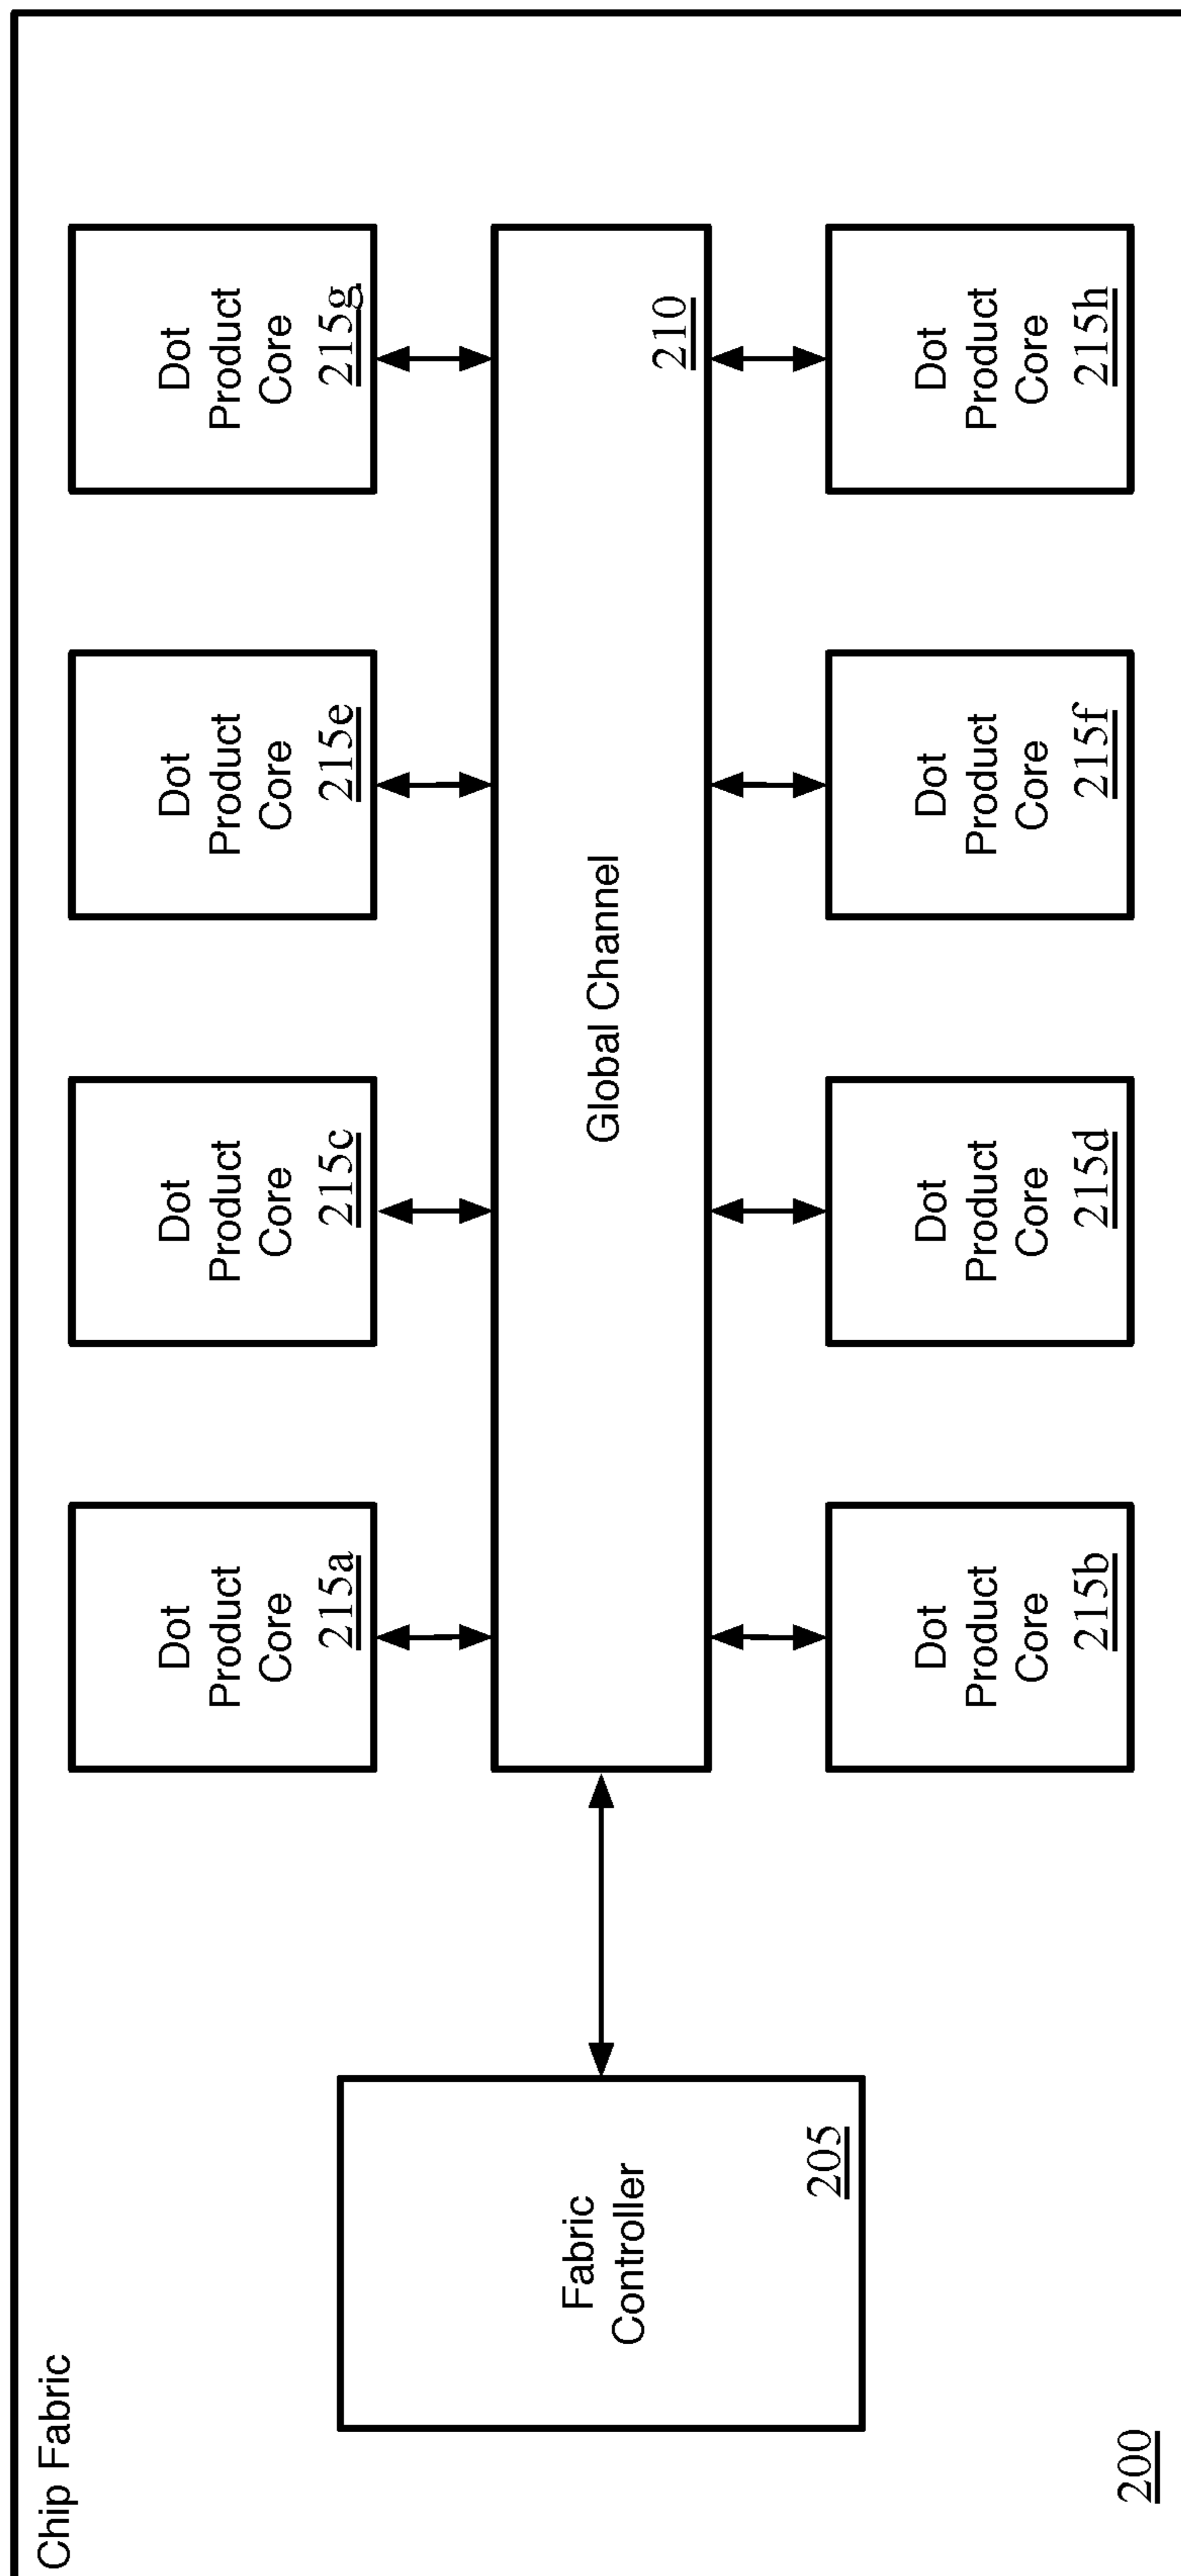 Chip Fabric
Dot
Product
Core
215a
Dot
Product
Core
215c
Dot
Product
Core
215e
Dot
Product
Core
215g
Fabric
Controller
205
Global Channel
210
Dot
Product
Core
215b
Dot
Product
Core
215d
Dot
Product
Core
215f
Dot
Product
Core
215h
200